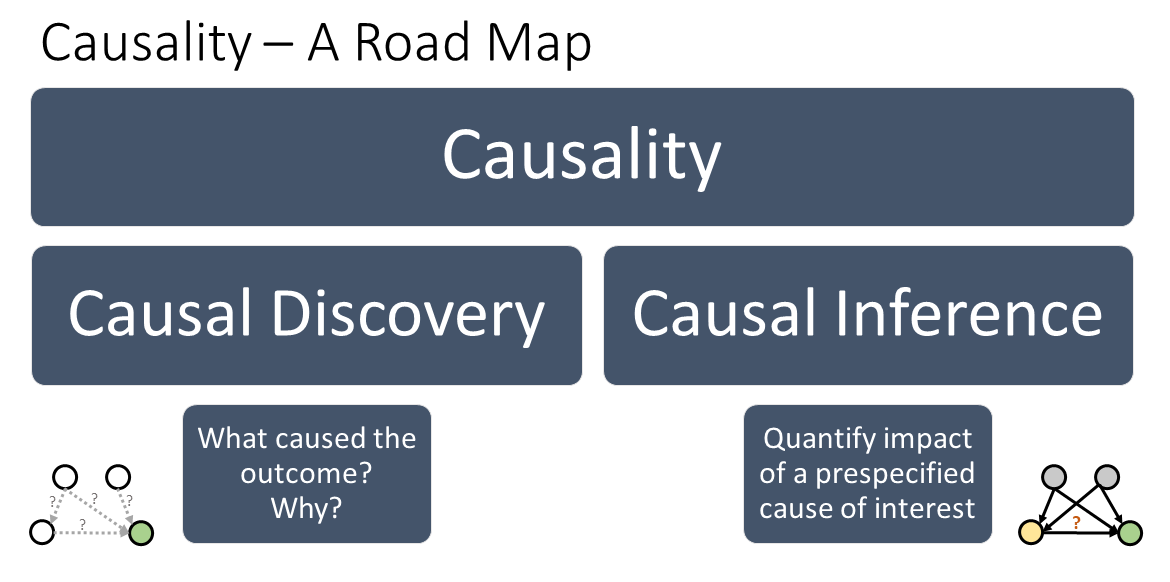 Causality – A Road Map
Causality
Causal Discovery
Causal Inference
What caused the
outcome?
Why?
Quantify impact
of a prespecified
cause of interest
?
?
?
?
?